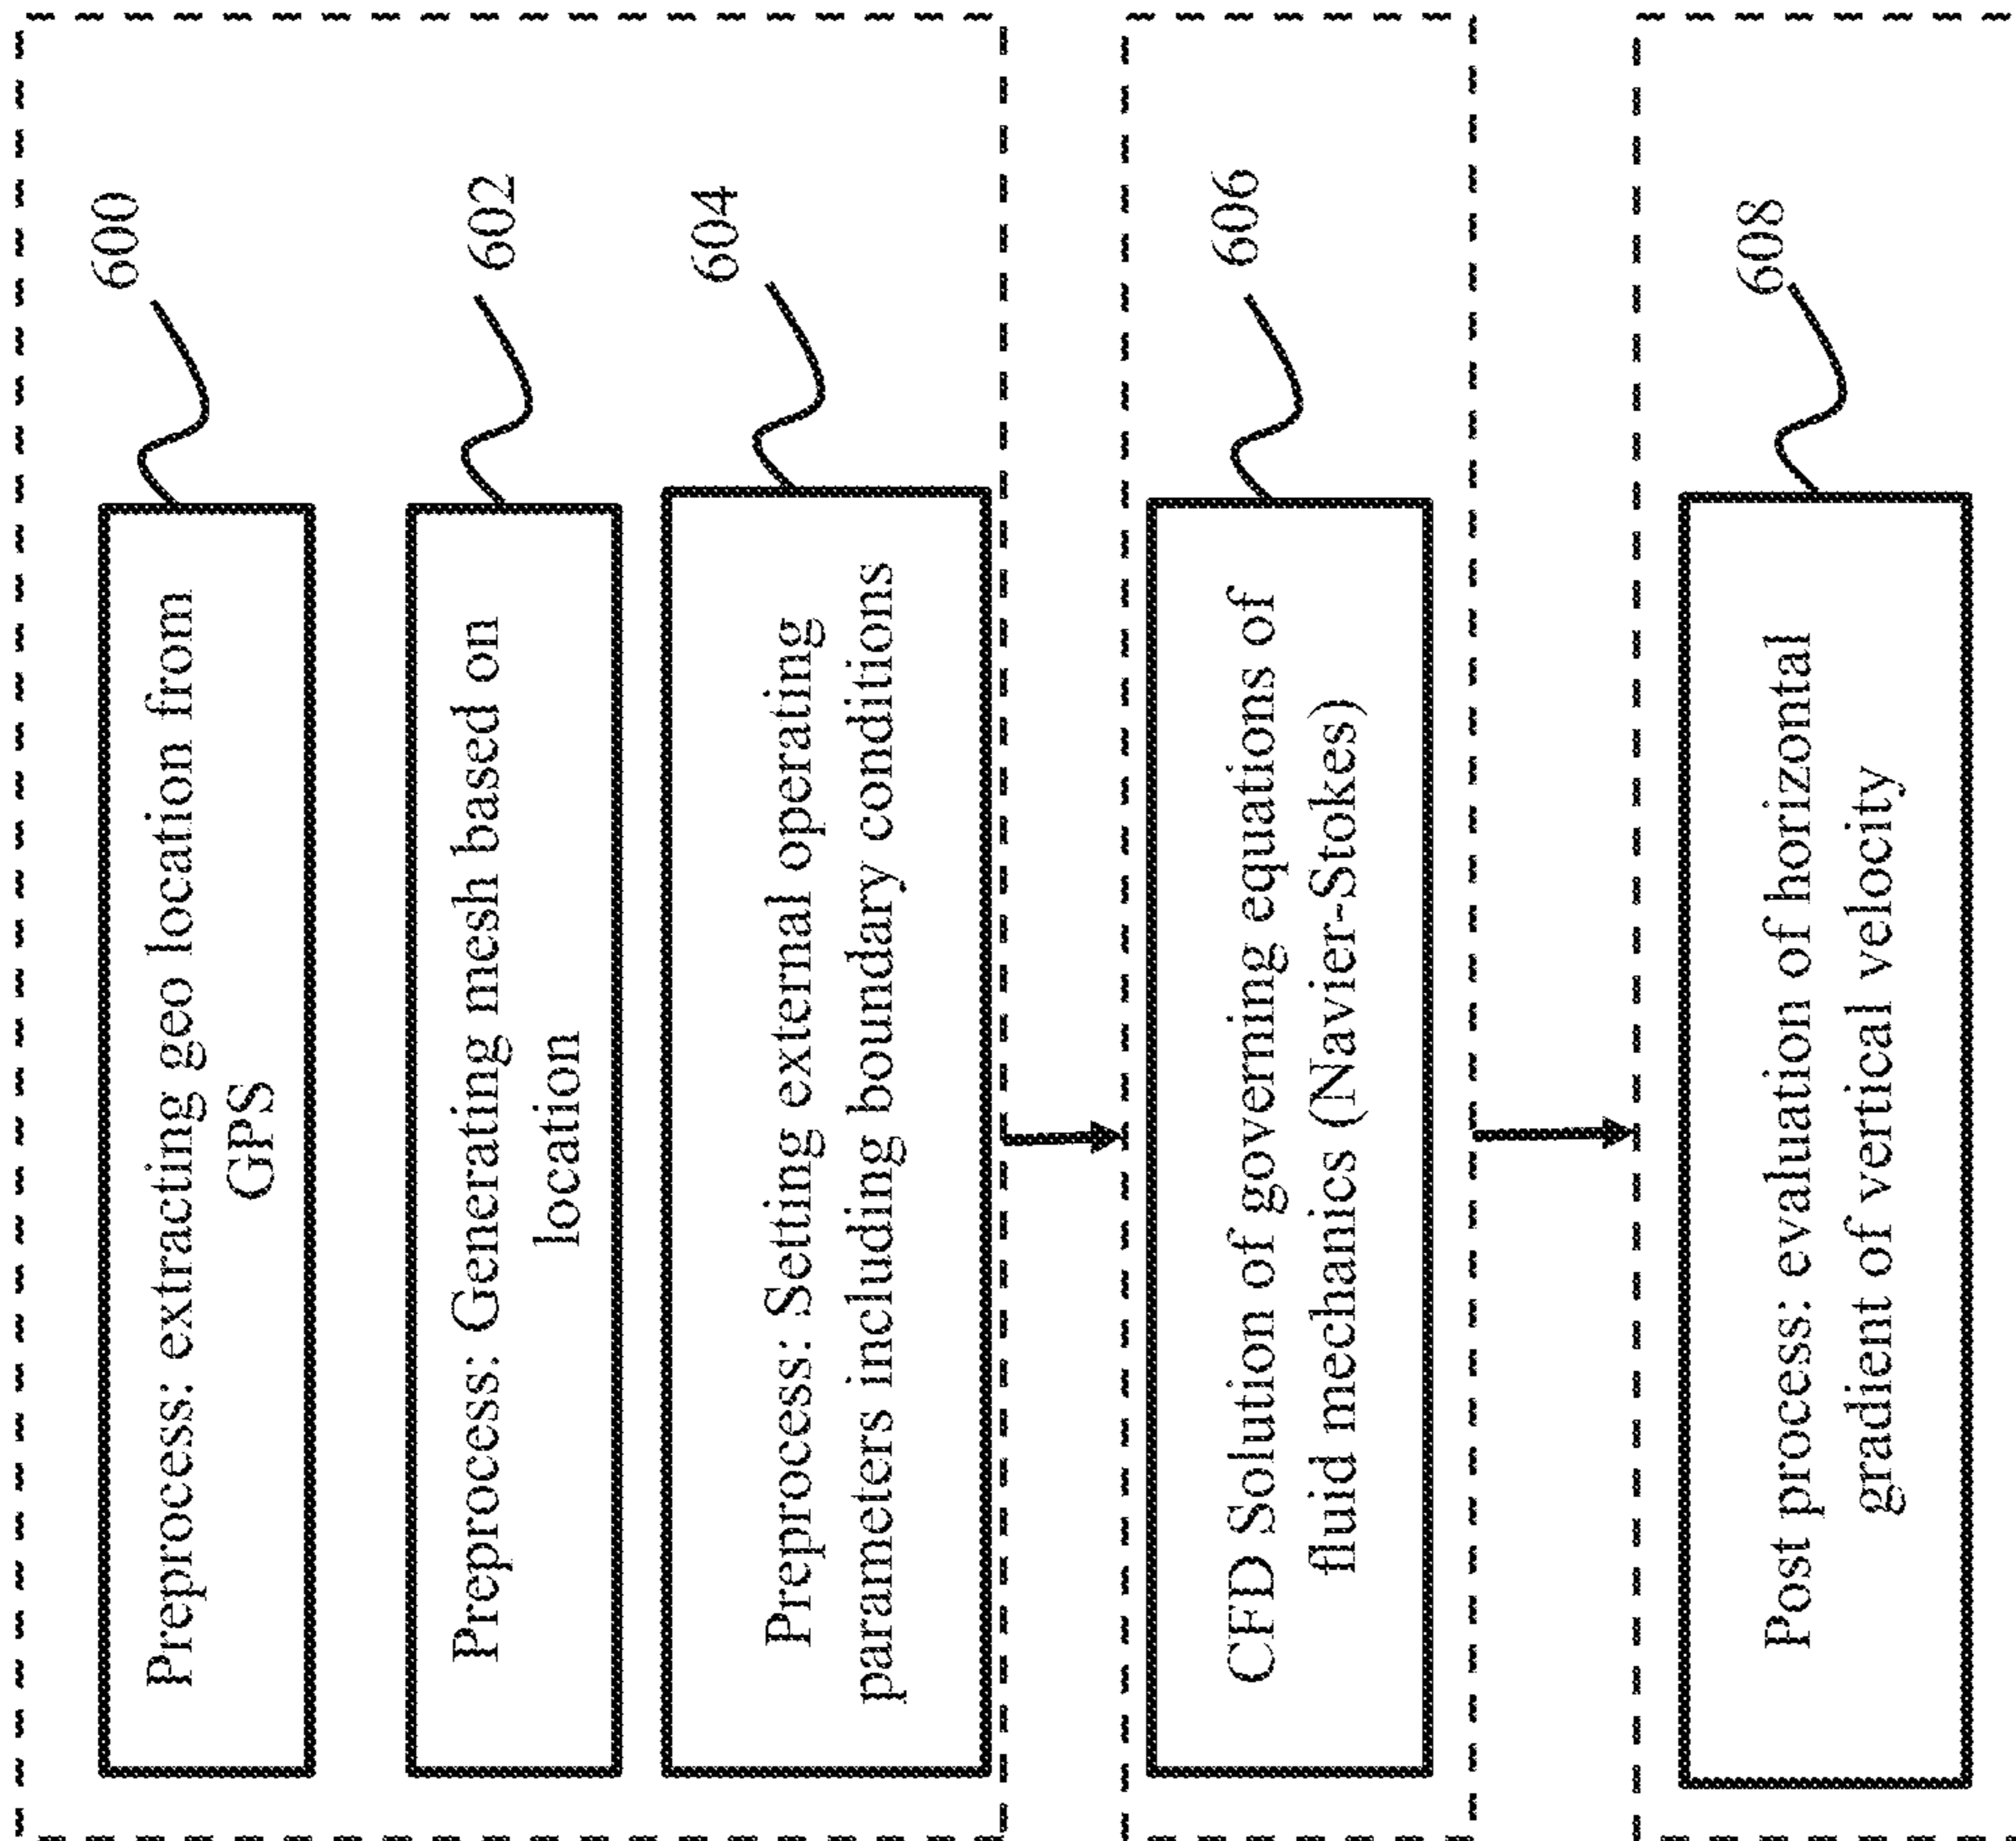 Preprocess: extracting geo location from
GPS
600
Preprocess: Generating mesh based on
location
602
Preprocess: Setting external operating
parameters including boundary conditions
604
CFD Solution of governing equations of
fluid mechanics (Navier-Stokes)
606
Post process: evaluation of horizontal
gradient of vertical velocity
608